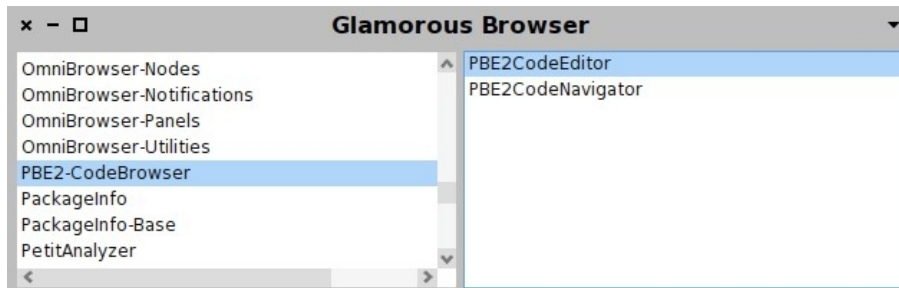 Glamorous Browser
OmniBrowser-Nodes
OmniBrowser-Notifications
OmniBrowser-Panels
OmniBrowser-Utilities
PBE2-CodeBrowser
PackageInfo
PackageInfo-Base
PetitAnalyzer
PBE2CodeEditor
PBE2CodeNavigator